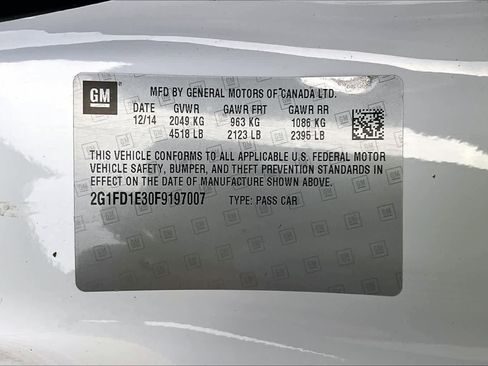 GM
MFD BY GENERAL MOTORS OF CANADA LTD.
DATE GVWR GAWR FRT GAWR RR
12/14 2049 KG 963 KG 1086 KG
4518 LB 2123 LB 2395 LB
THIS VEHICLE CONFORMS TO ALL APPLICABLE U.S. FEDERAL MOTOR
VEHICLE SAFETY, BUMPER, AND THEFT PREVENTION STANDARDS IN
EFFECT ON THE DATE OF MANUFACTURE SHOWN ABOVE.
2G1FD1E30F9197007 TYPE: PASS CAR